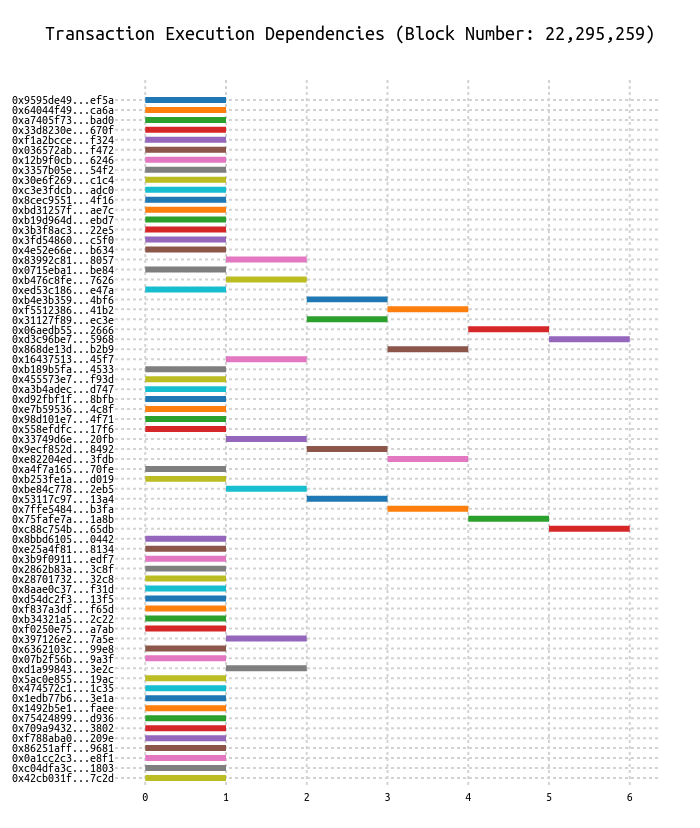 Transaction Execution Dependencies (Block Number: 22,295,259)
0x9595de49...ef5a
0x64044f49...ca6a
0xa7405f73...bad0
0x33d8230e...670f
0xf1a2bcce...f324
0x036572ab...f472
0x12b9f0cb...6246
0x3357b05e...54f2
0x30e6f269...c1c4
0xc3e3fdcb...adc0
0x8cec9551...4f16
0xbd31257f...ae7c
0xb19d964d...ebd7
0x3b3f8ac3...22e5
0x3fd54860...c5f0
0x4e52e66e...b634
0x83992c81...8057
0x0715eba1...be84
0xb476c8fe...7626
0xed53c186...e47a
0xb4e3b359...4bf6
0xf5512386...41b2
0x31127f89...ec3e
0x06aedb55...2666
0xd3c96be7...5968
0x868de13d...b2b9
0x16437513...45f7
0xb189b5fa...4533
0x455573e7...f93d
0xa3b4adec...d747
0xd92fbf1f...8bfb
0xe7b59536...4c8f
0x98d101e7...4f71
0x558efdfc...17f6
0x33749d6e...20fb
0x9ecf852d...8492
0xe82204ed...3fdb
0xa4f7a165...70fe
0xb253fe1a...d019
0xbe84c778...2eb5
0x53117c97...13a4
0x7ffe5484...b3fa
0x75fafe7a...1a8b
0xc88c754b...65db
0x8bbd6105...0442
0xe25a4f81...8134
0x3b9f0911...edf7
0x2862b83a...3c8f
0x28701732...32c8
0x8aae0c37...f31d
0xd54dc2f3...13f5
0xf837a3df...f65d
0xb34321a5...2c22
0xf0250e75...a7ab
0x397126e2...7a5e
0x6362103c...99e8
0x07b2f56b...9a3f
0xd1a99843...3e2c
0x5ac0e855...19ac
0x474572c1...1c35
0x1edb77b6...3e1a
0x1492b5e1...faee
0x75424899...d936
0x709a9432...3802
0xf788aba0...209e
0x86251aff...9681
0x0a1cc2c3...e8f1
0xc04dfa3c...1803
0x42cb031f...7c2d
0 1 2 3 4 5 6